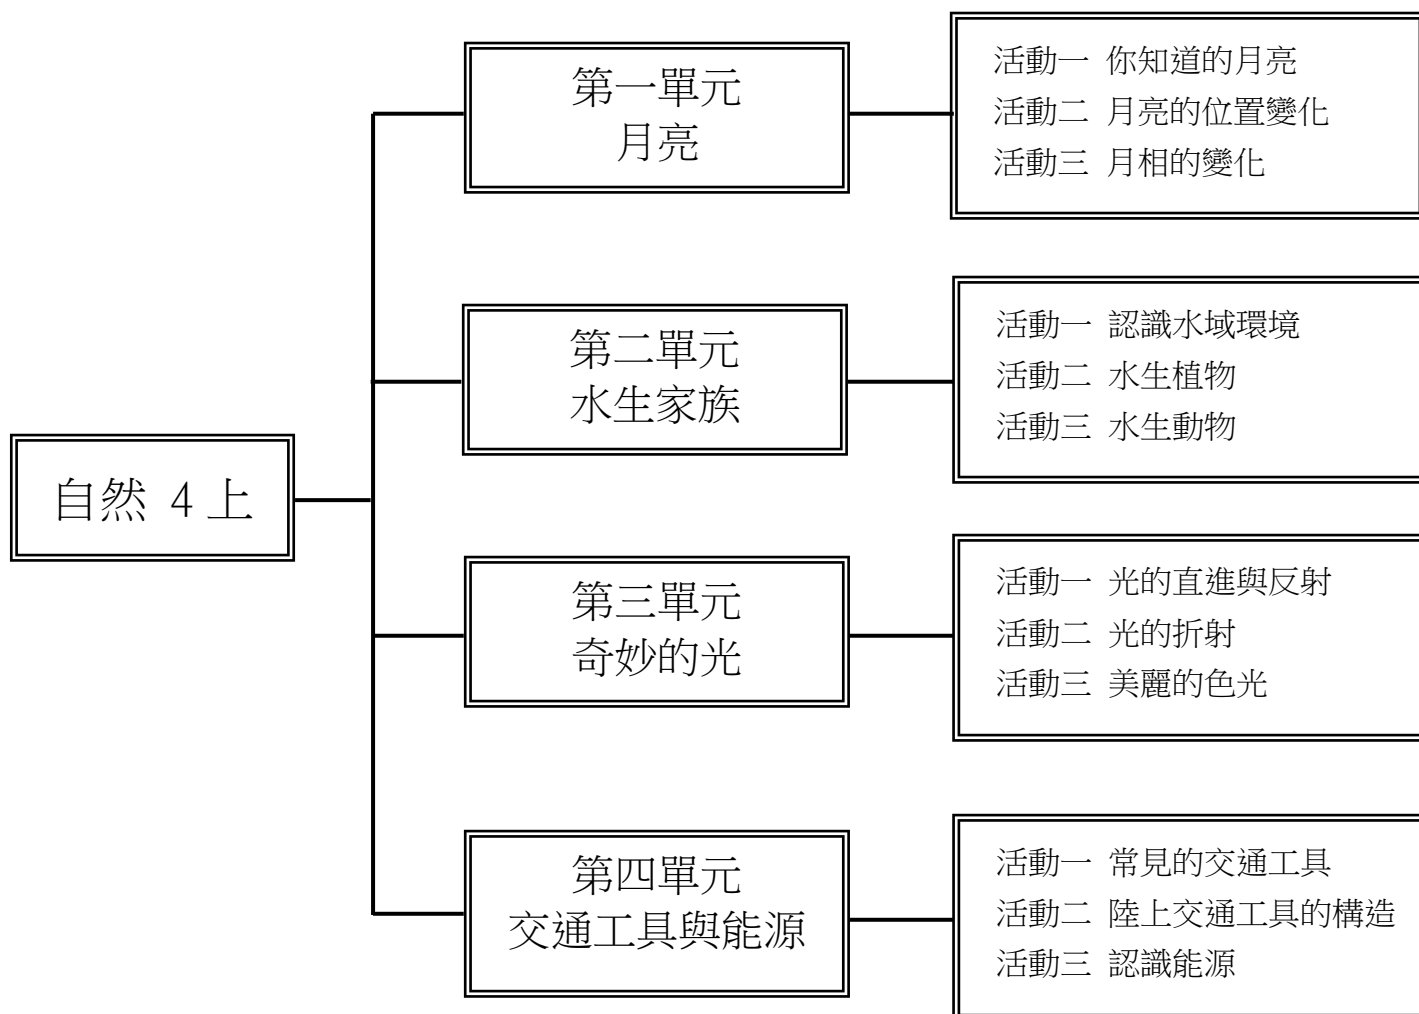 自然 4 上
第一單元
月亮
活動一 你知道的月亮
活動二 月亮的位置變化
活動三 月相的變化
第二單元
水生家族
活動一 認識水域環境
活動二 水生植物
活動三 水生動物
第三單元
奇妙的光
活動一 光的直進與反射
活動二 光的折射
活動三 美麗的色光
第四單元
交通工具與能源
活動一 常見的交通工具
活動二 陸上交通工具的構造
活動三 認識能源